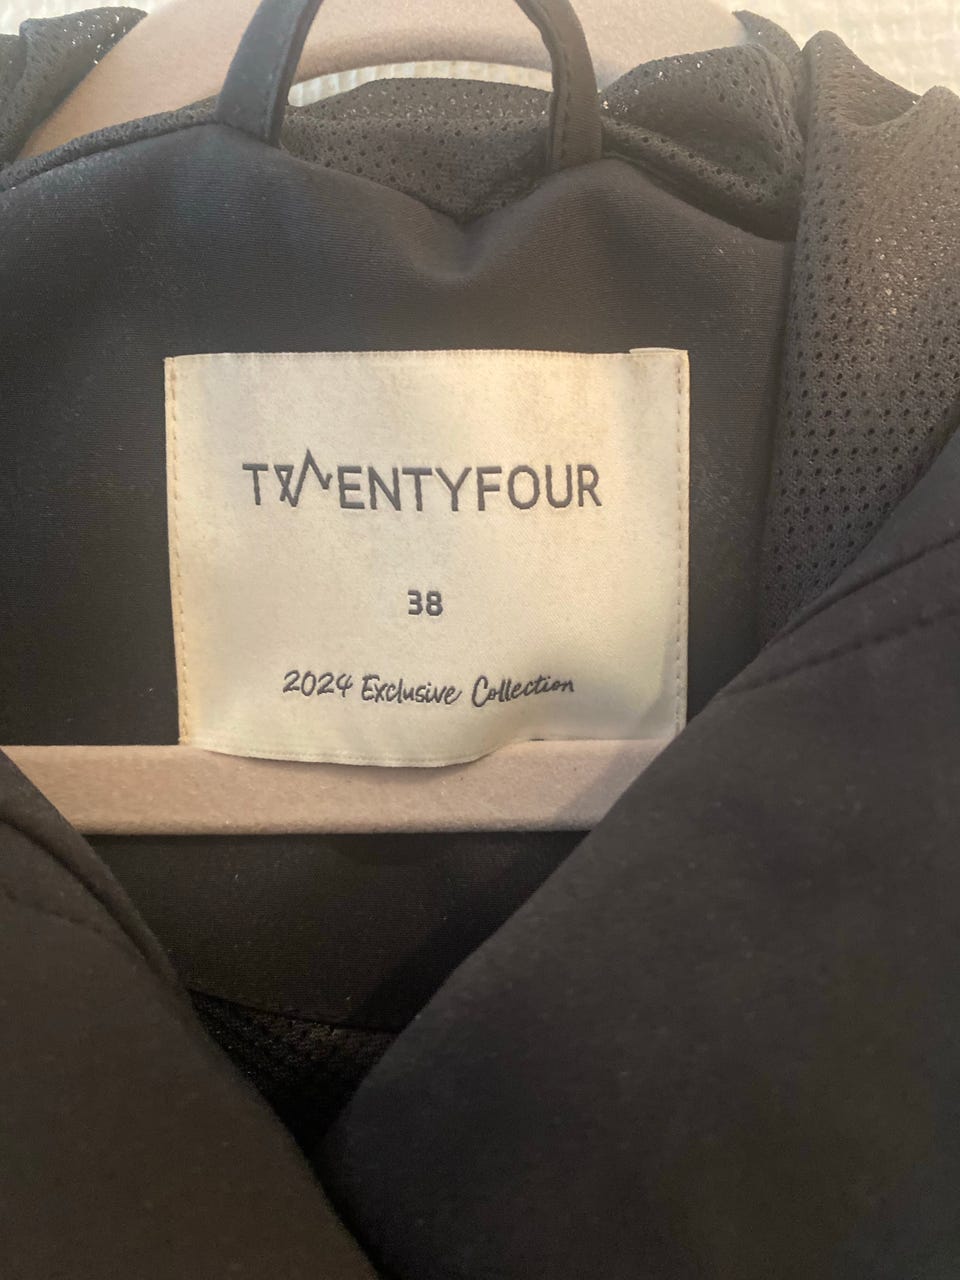 TWENTYFOUR
38
2024 Exclusive Collection